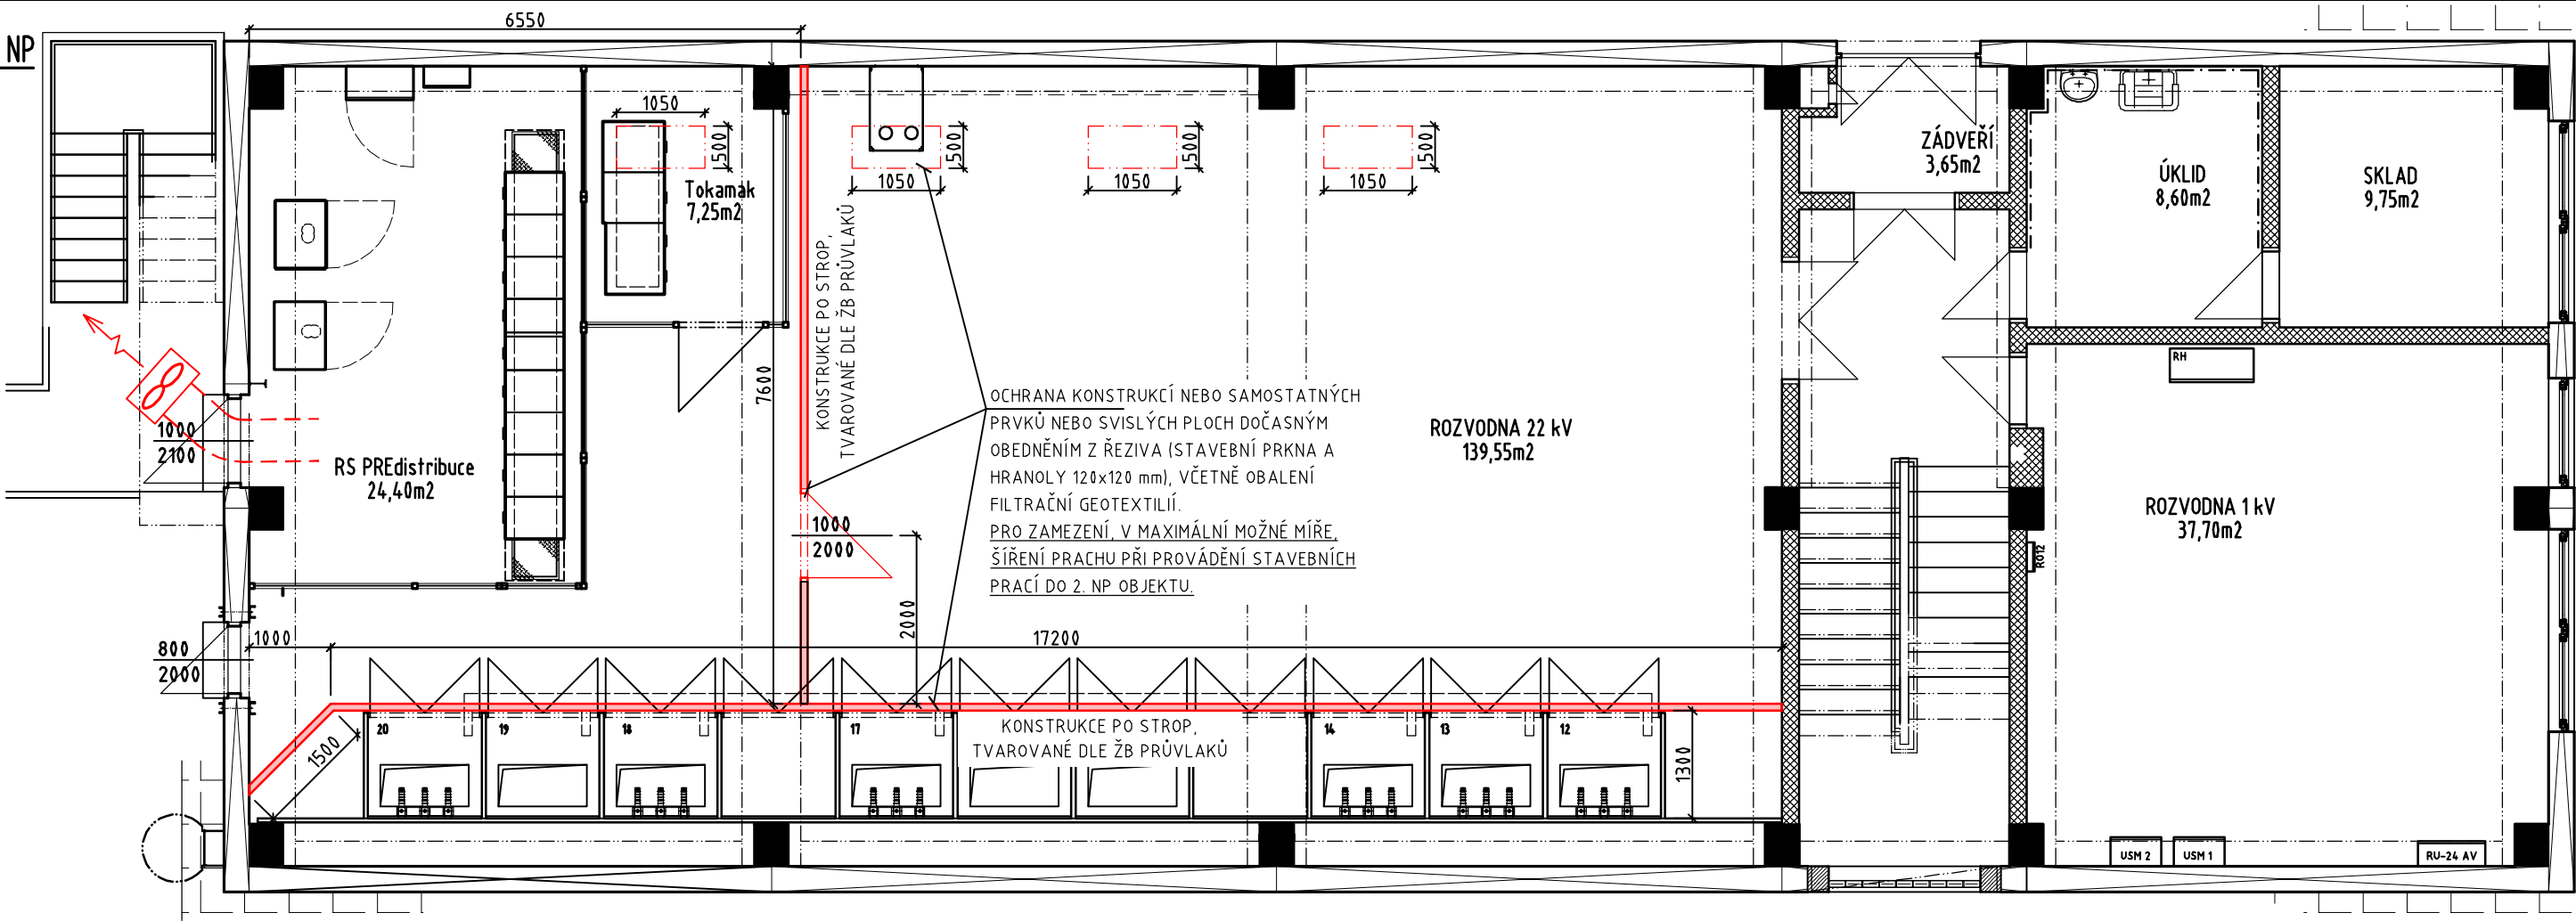 NP
6550
1050
500
Tokamak
7,25m2
500
1050
500
1050
500
1050
ZÁDVEŘÍ
3,65m2
ÚKLID
8,60m2
SKLAD
9,75m2
KONSTRUKCE PO STROP,
TVAROVANÉ DLE ŽB PRŮVLAKŮ
7600
RH
1000
2100
RS PREdistribuce
24,40m2
OCHRANA KONSTRUKCÍ NEBO SAMOSTATNÝCH
PRVKŮ NEBO SVISLÝCH PLOCH DOČASNÝM
OBEDNĚNÍM Z ŘEZIVA (STAVEBNÍ PRKNA A
HRANOLY 120x120 mm), VČETNĚ OBALENÍ
FILTRAČNÍ GEOTEXTILIÍ.
PRO ZAMEZENÍ, V MAXIMÁLNÍ MOŽNÉ MÍŘE,
ŠÍŘENÍ PRACHU PŘI PROVÁDĚNÍ STAVEBNÍCH
PRACÍ DO 2. NP OBJEKTU.
ROZVODNA 22 kV
139,55m2
ROZVODNA 1 kV
37,70m2
1000
2000
RO12
2000
800
2000
1000
17200
20
19
18
17
14
13
12
KONSTRUKCE PO STROP,
TVAROVANÉ DLE ŽB PRŮVLAKŮ
1500
1300
USM 2
USM 1
RU-24 AV